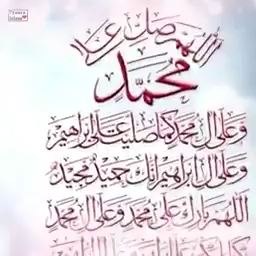 اللهم صل على
محمد
وعلى آل محمد كما صليت على إبراهيم
وعلى آل إبراهيم إنك حميد مجيد
اللهم بارك على محمد وعلى آل محمد